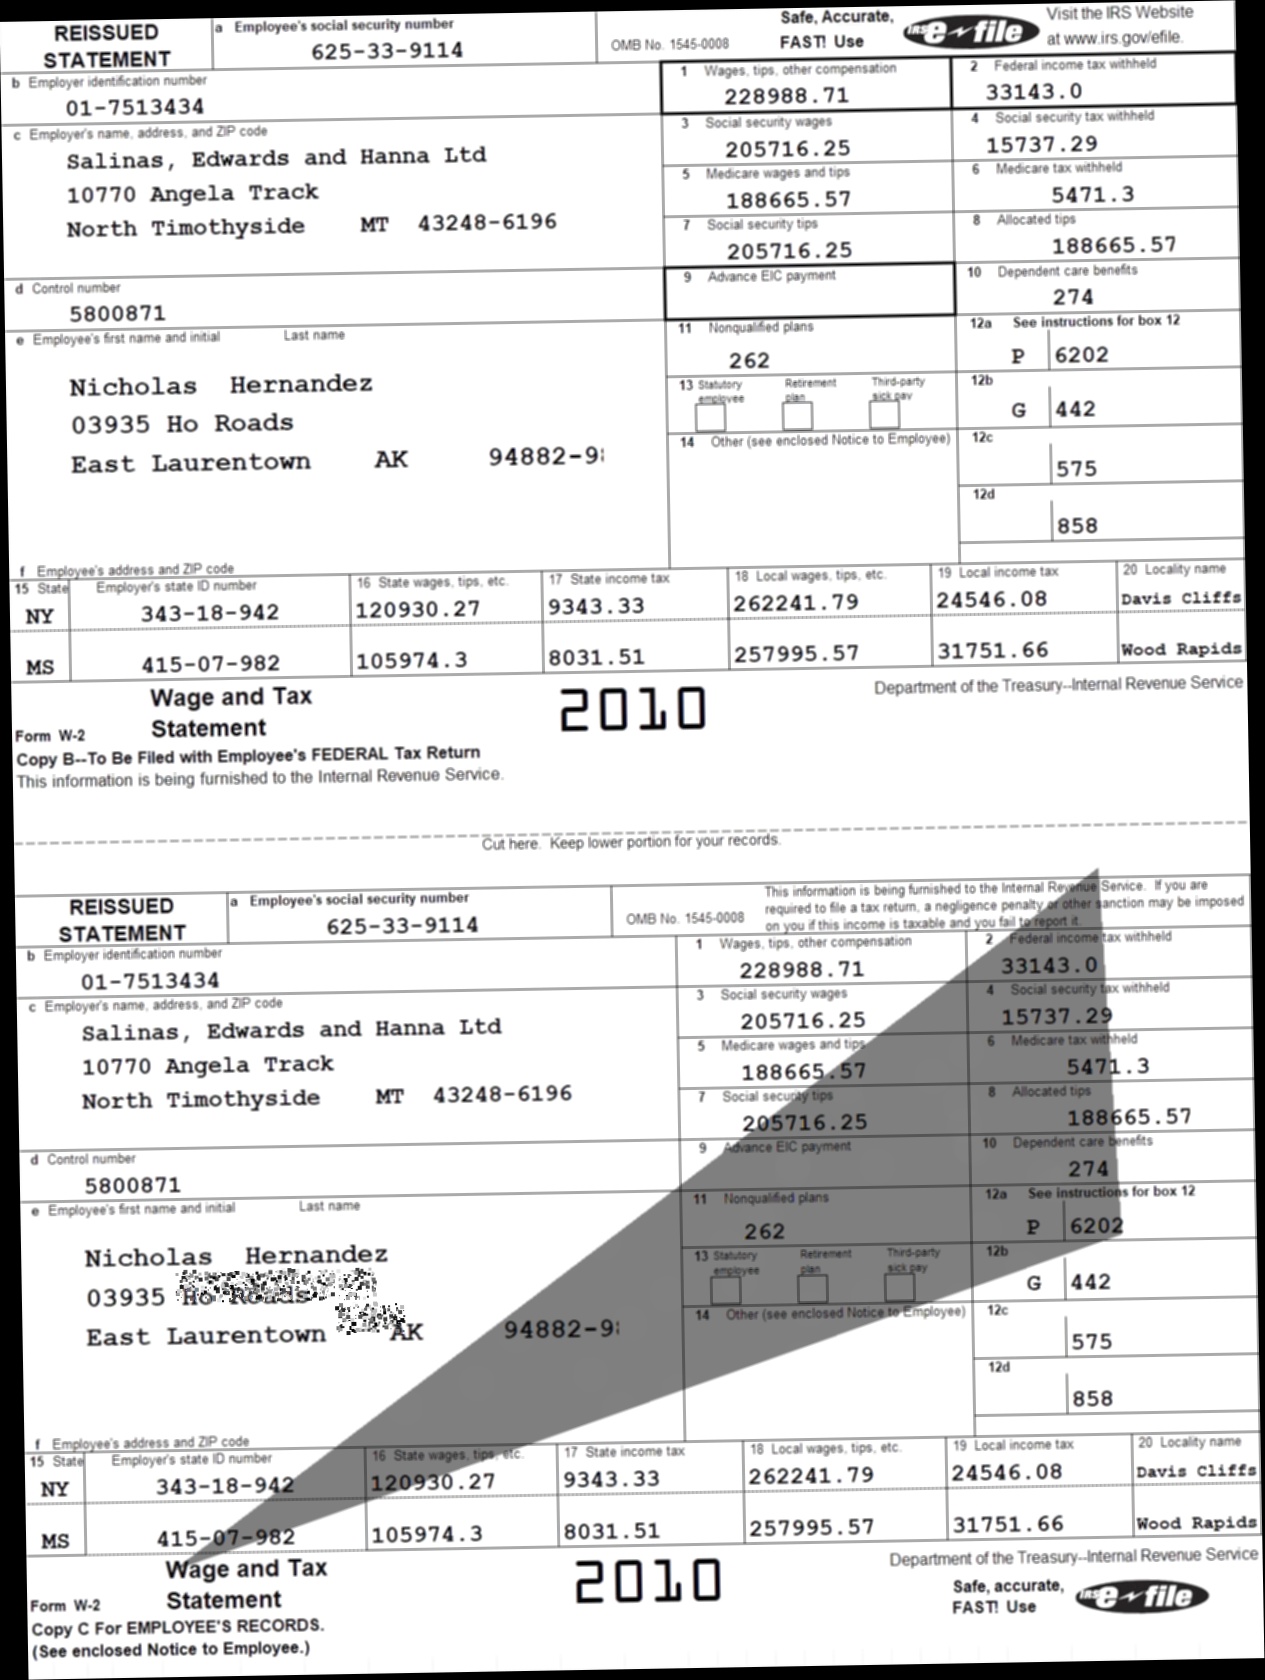 REISSUED STATEMENT
a Employee's social security number
625-33-9114
OMB No. 1545-0008
Safe, Accurate, FAST! Use
IRS e-file
Visit the IRS Website at www.irs.gov/efile.
b Employer identification number
01-7513434
1 Wages, tips, other compensation
228988.71
2 Federal income tax withheld
33143.0
c Employer's name, address, and ZIP code
Salinas, Edwards and Hanna Ltd
10770 Angela Track
North Timothyside MT 43248-6196
3 Social security wages
205716.25
4 Social security tax withheld
15737.29
5 Medicare wages and tips
188665.57
6 Medicare tax withheld
5471.3
7 Social security tips
205716.25
8 Allocated tips
188665.57
d Control number
5800871
9 Advance EIC payment
10 Dependent care benefits
274
e Employee's first name and initial Last name
Nicholas Hernandez
03935 Ho Roads
East Laurentown AK 94882-9
11 Nonqualified plans
262
12a See instructions for box 12
P 6202
13 Statutory employee
Retirement plan
Third-party sick pay
12b
G 442
14 Other (see enclosed Notice to Employee)
12c
575
12d
858
f Employee's address and ZIP code
15 State Employer's state ID number 16 State wages, tips, etc. 17 State income tax 18 Local wages, tips, etc. 19 Local income tax 20 Locality name
NY 343-18-942 120930.27 9343.33 262241.79 24546.08 Davis Cliffs
MS 415-07-982 105974.3 8031.51 257995.57 31751.66 Wood Rapids
Form W-2 Wage and Tax Statement
2010
Department of the Treasury--Internal Revenue Service
Copy B--To Be Filed with Employee's FEDERAL Tax Return
This information is being furnished to the Internal Revenue Service.
Cut here. Keep lower portion for your records.
REISSUED STATEMENT
a Employee's social security number
625-33-9114
OMB No. 1545-0008
This information is being furnished to the Internal Revenue Service. If you are
required to file a tax return, a negligence penalty or other sanction may be imposed
on you if this income is taxable and you fail to report it.
b Employer identification number
01-7513434
1 Wages, tips, other compensation
228988.71
2 Federal income tax withheld
33143.0
c Employer's name, address, and ZIP code
Salinas, Edwards and Hanna Ltd
10770 Angela Track
North Timothyside MT 43248-6196
3 Social security wages
205716.25
4 Social security tax withheld
15737.29
5 Medicare wages and tips
188665.57
6 Medicare tax withheld
5471.3
7 Social security tips
205716.25
8 Allocated tips
188665.57
d Control number
5800871
9 Advance EIC payment
10 Dependent care benefits
274
e Employee's first name and initial Last name
Nicholas Hernandez
03935 Ho Roads
East Laurentown AK 94882-9
11 Nonqualified plans
262
12a See instructions for box 12
P 6202
13 Statutory employee
Retirement plan
Third-party sick pay
12b
G 442
14 Other (see enclosed Notice to Employee)
12c
575
12d
858
f Employee's address and ZIP code
15 State Employer's state ID number 16 State wages, tips, etc. 17 State income tax 18 Local wages, tips, etc. 19 Local income tax 20 Locality name
NY 343-18-942 120930.27 9343.33 262241.79 24546.08 Davis Cliffs
MS 415-07-982 105974.3 8031.51 257995.57 31751.66 Wood Rapids
Form W-2 Wage and Tax Statement
2010
Department of the Treasury--Internal Revenue Service
Safe, accurate, FAST! Use
IRS e-file
Copy C For EMPLOYEE'S RECORDS.
(See enclosed Notice to Employee.)